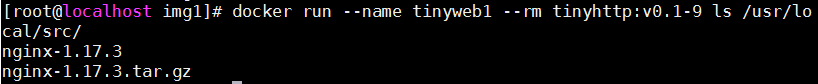 [root@localhost img1]# docker run --name tinyweb1 --rm tinyhttp:v0.1-9 ls /usr/lo
cal/src/
nginx-1.17.3
nginx-1.17.3.tar.gz